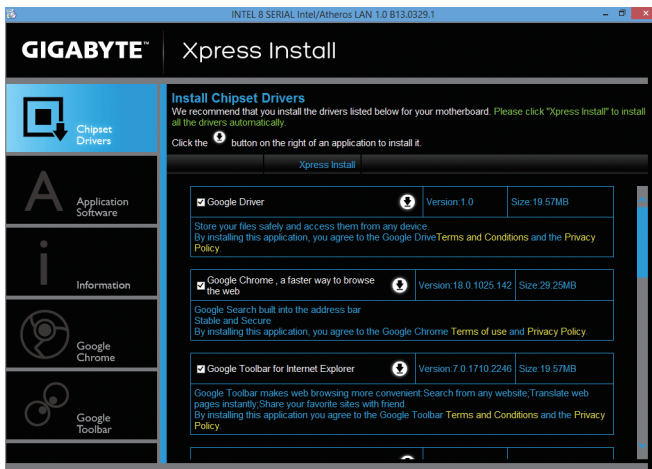 INTEL 8 SERIAL Intel/Atheros LAN 1.0 B13.0329.1
GIGABYTE™
Xpress Install
Chipset
Drivers
Application
Software
Information
Google
Chrome
Google
Toolbar
Install Chipset Drivers
We recommend that you install the drivers listed below for your motherboard. Please click "Xpress Install" to install
all the drivers automatically.
Click the button on the right of an application to install it.
Xpress Install
Google Driver Version:1.0 Size:19.57MB
Store your files safely and access them from any device.
By installing this application, you agree to the Google DriveTerms and Conditions and the Privacy
Policy.
Google Chrome , a faster way to browse
the web Version:18.0.1025.142 Size:29.25MB
Google Search built into the address bar
Stable and Secure
By installing this application, you agree to the Google Chrome Terms of use and Privacy Policy.
Google Toolbar for Internet Explorer Version:7.0.1710.2246 Size:19.57MB
Google Toolbar makes web browsing more convenient:Search from any website;Translate web
pages instantly;Share your favorite sites with friend.
By installing this application you agree to the Google Toolbar Terms and Conditions and the Privacy
Policy.